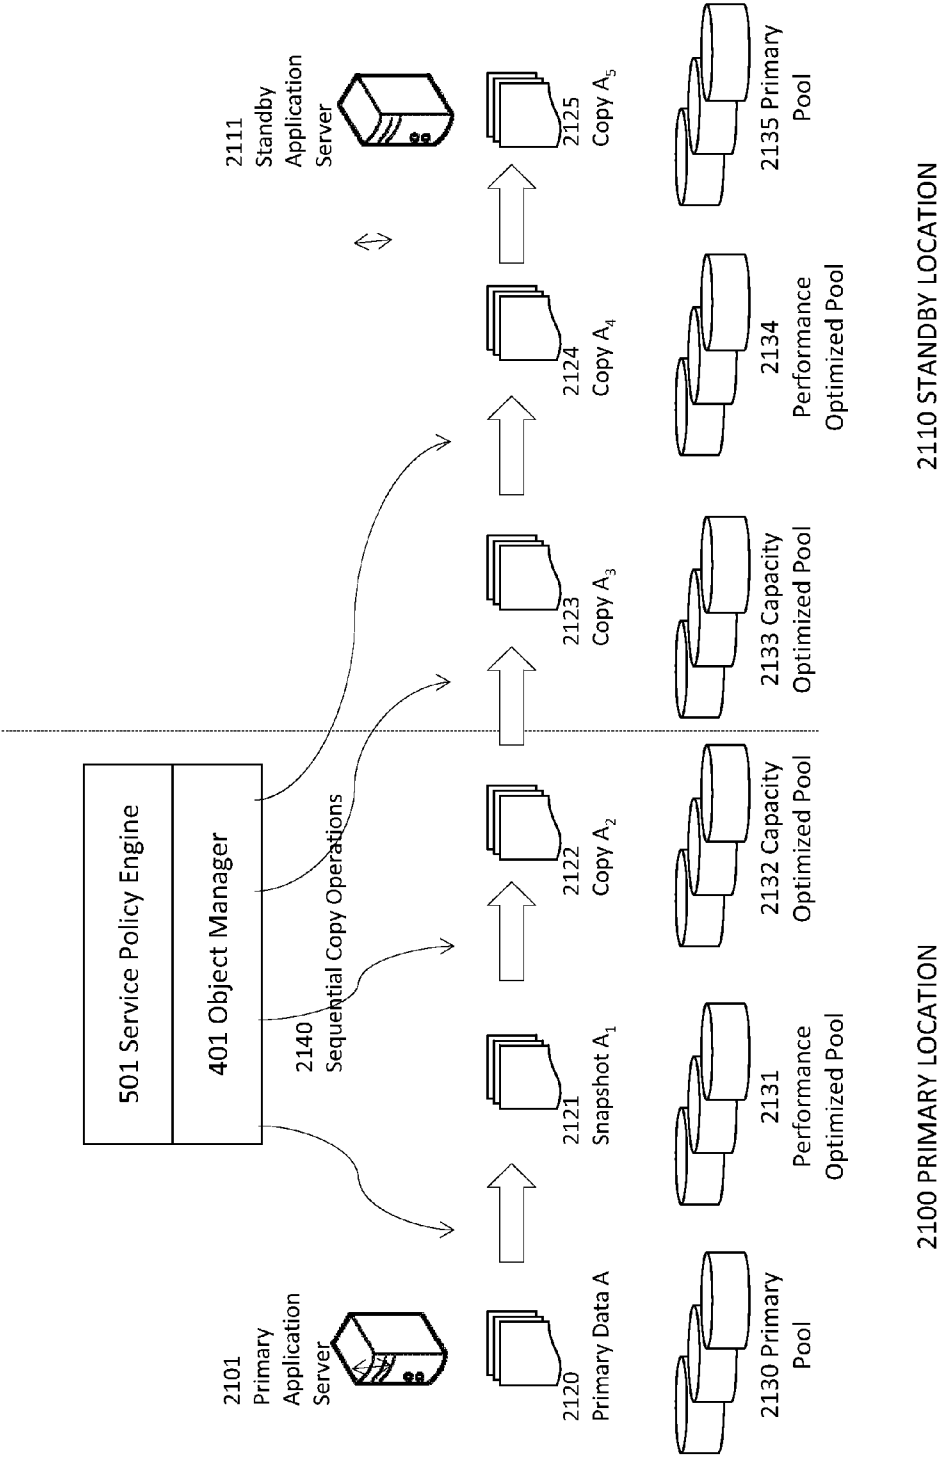 501 Service Policy Engine
401 Object Manager
2101
Primary
Application
Server
2111
Standby
Application
Server
2140
Sequential Copy Operations
2120
Primary Data A
2121
Snapshot A1
2122
Copy A2
2123
Copy A3
2124
Copy A4
2125
Copy A5
2130 Primary
Pool
2131
Performance
Optimized Pool
2132 Capacity
Optimized Pool
2133 Capacity
Optimized Pool
2134
Performance
Optimized Pool
2135 Primary
Pool
2100 PRIMARY LOCATION
2110 STANDBY LOCATION